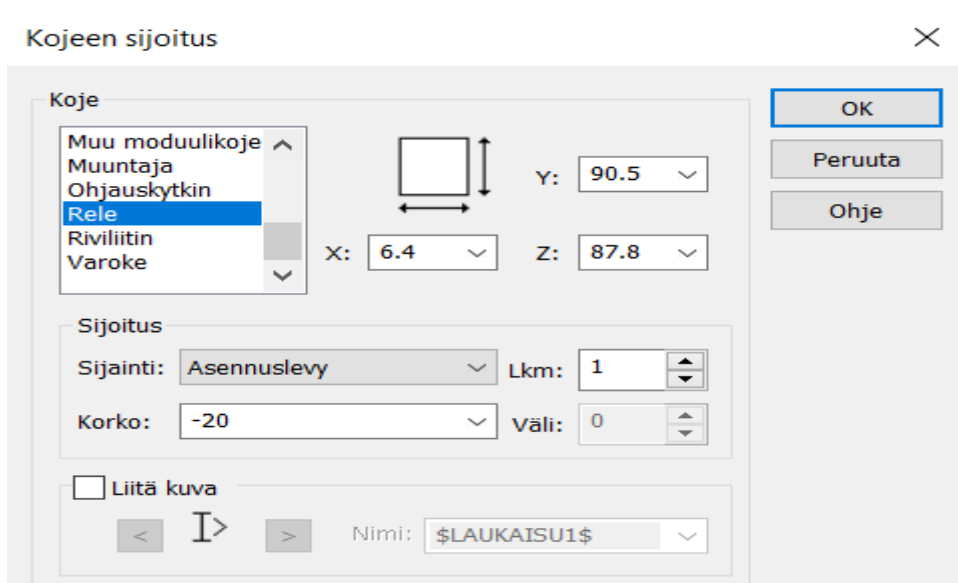 Kojeen sijoitus
Koje
Muu moduulikoje
Muuntaja
Ohjauskytkin
Rele
Riviliitin
Varoke
Y: 90.5
X: 6.4
Z: 87.8
OK
Peruuta
Ohje
Sijoitus
Sijainti: Asennuslevy
Lkm: 1
Korko: -20
Väli: 0
Liitä kuva
< I> >
Nimi: $LAUKAISU1$